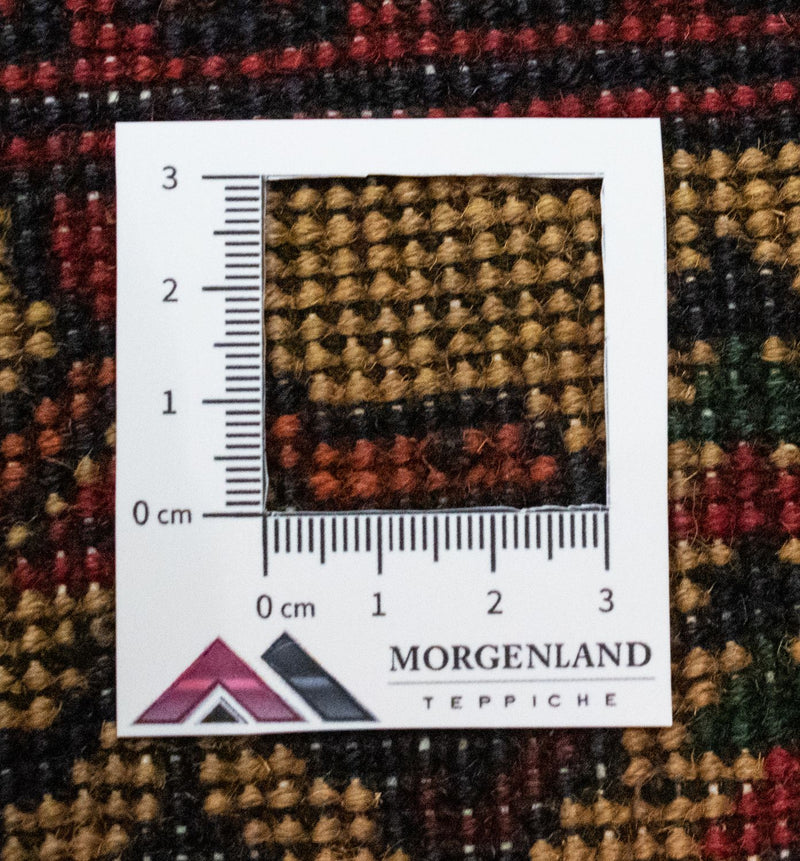 3
2
1
0 cm
0 cm 1 2 3
MORGENLAND
TEPPICHE